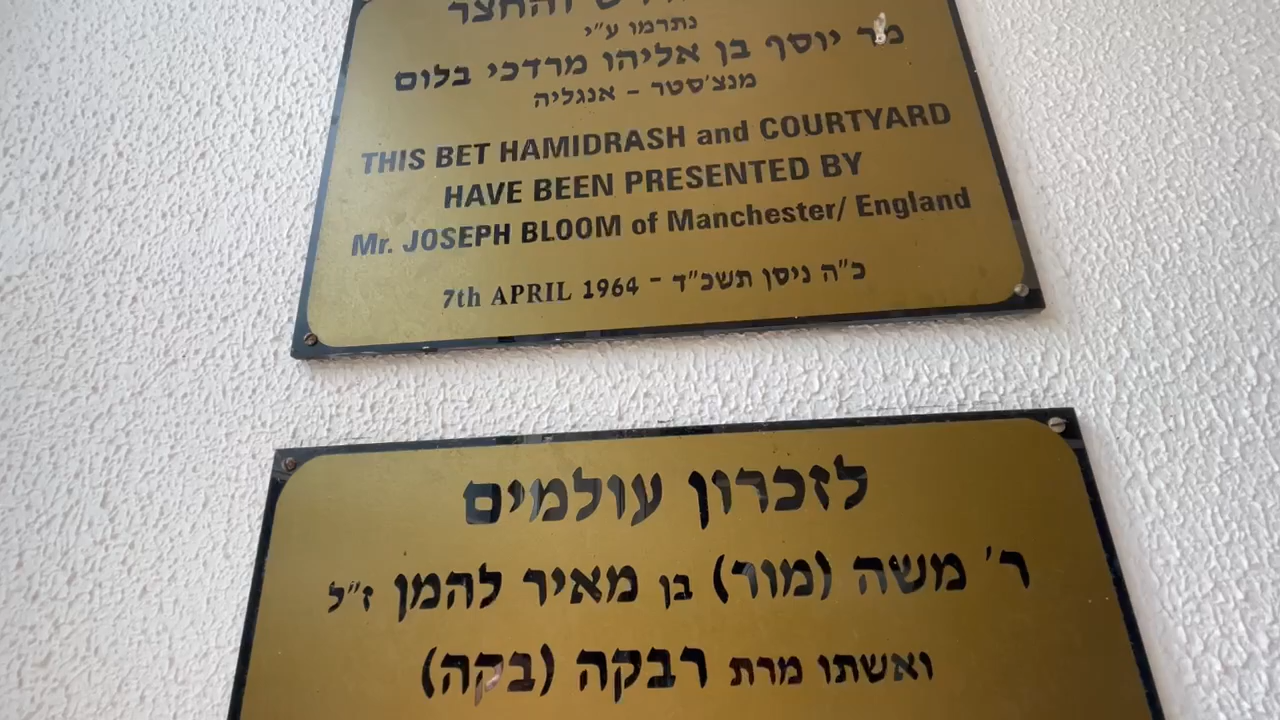 והחצר
נתרמו ע״י
מר יוסף בן אליהו מרדכי בלום
מנצ׳סטר - אנגליה
THIS BET HAMIDRASH and COURTYARD
HAVE BEEN PRESENTED BY
Mr. JOSEPH BLOOM of Manchester/ England
7th APRIL 1964 - כ״ה ניסן תשכ״ד
לזכרון עולמים
ר׳ משה (מור) בן מאיר להמן ז״ל
ואשתו מרת רבקה (בקה)